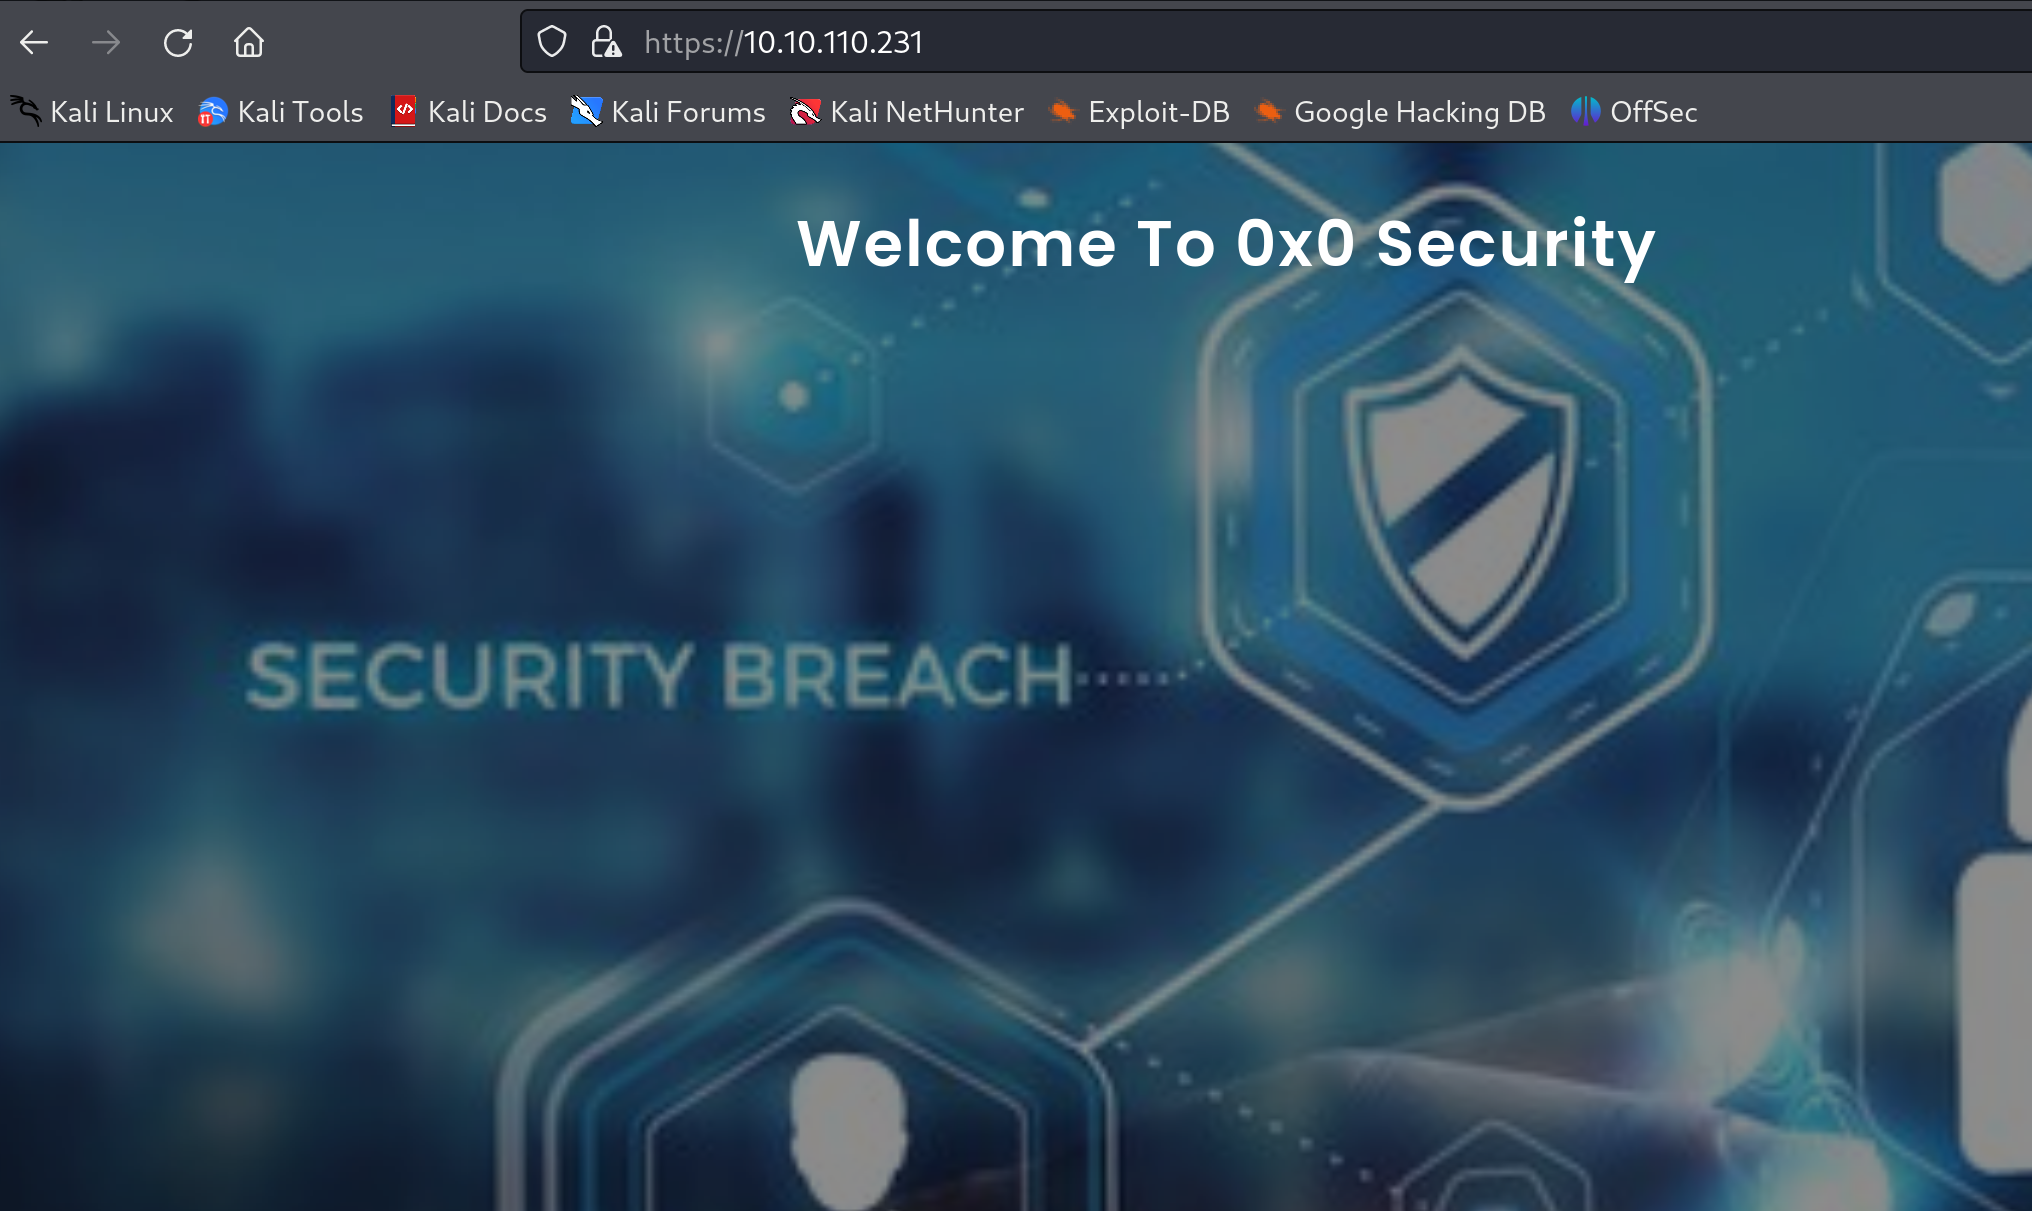 https://10.10.110.231
Kali Linux Kali Tools Kali Docs Kali Forums Kali NetHunter Exploit-DB Google Hacking DB OffSec
Welcome To 0x0 Security
SECURITY BREACH